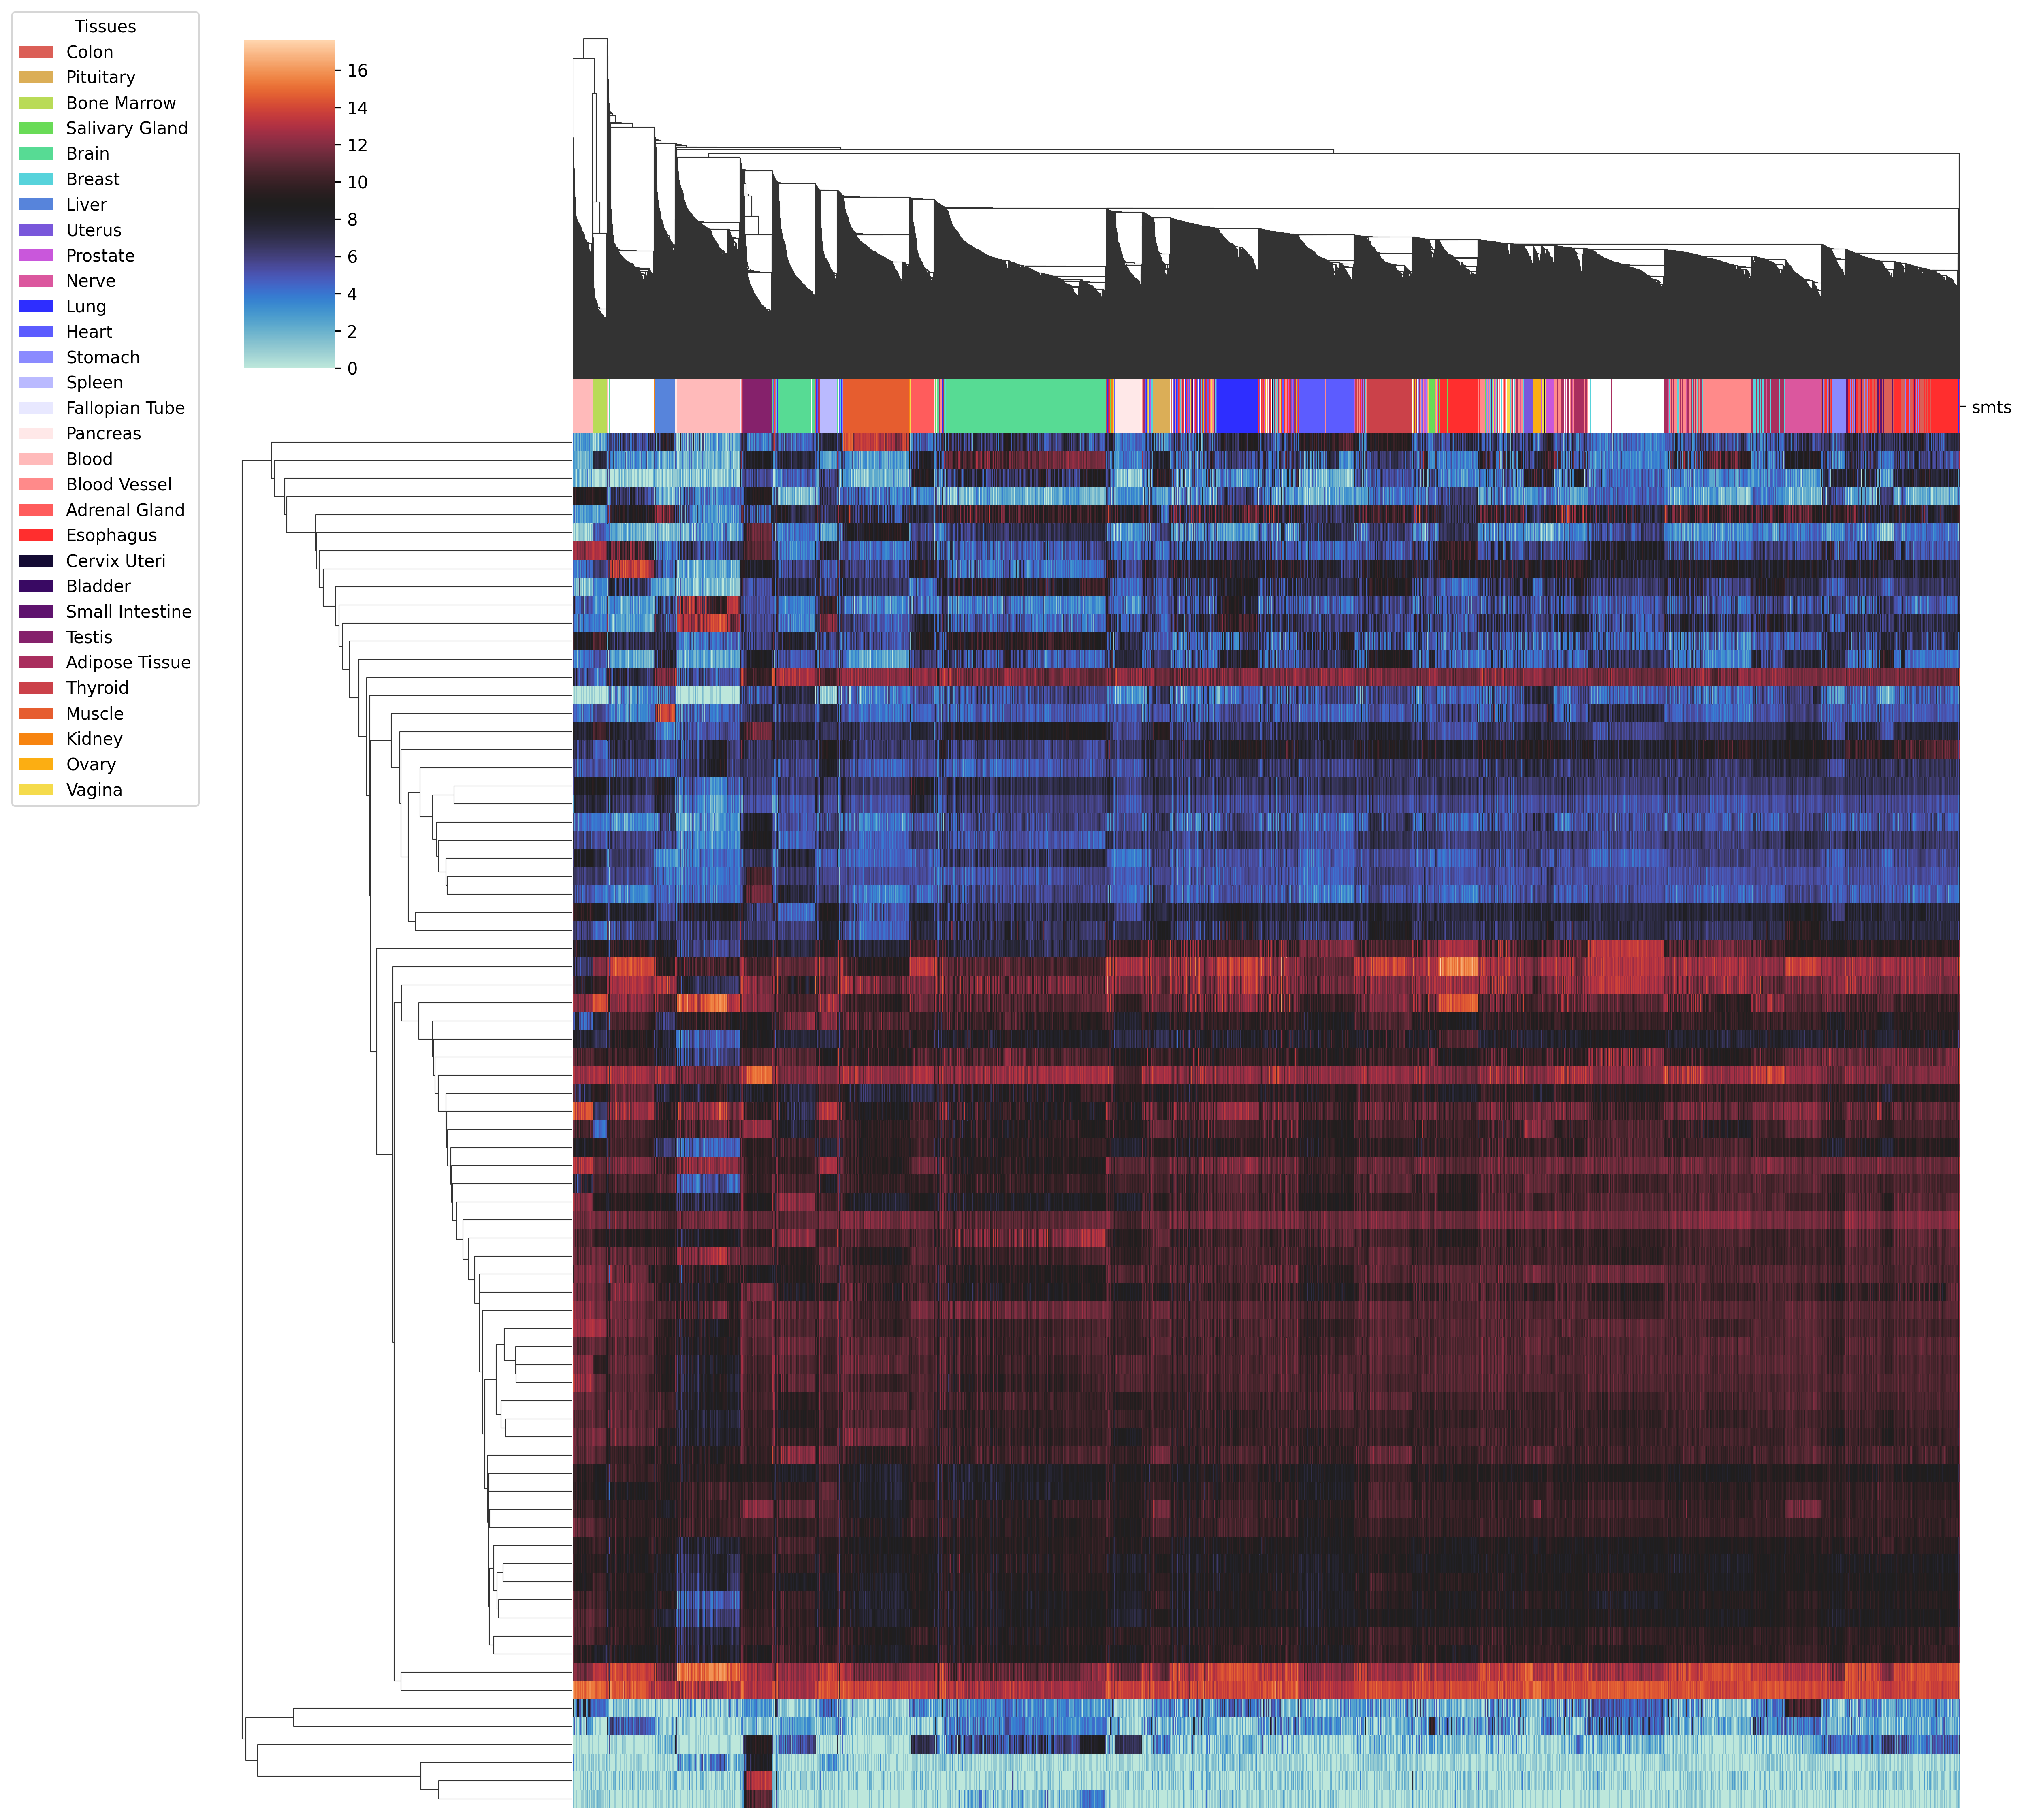 Tissues
Colon
Pituitary
Bone Marrow
Salivary Gland
Brain
Breast
Liver
Uterus
Prostate
Nerve
Lung
Heart
Stomach
Spleen
Fallopian Tube
Pancreas
Blood
Blood Vessel
Adrenal Gland
Esophagus
Cervix Uteri
Bladder
Small Intestine
Testis
Adipose Tissue
Thyroid
Muscle
Kidney
Ovary
Vagina
16
14
12
10
8
6
4
2
0
smts